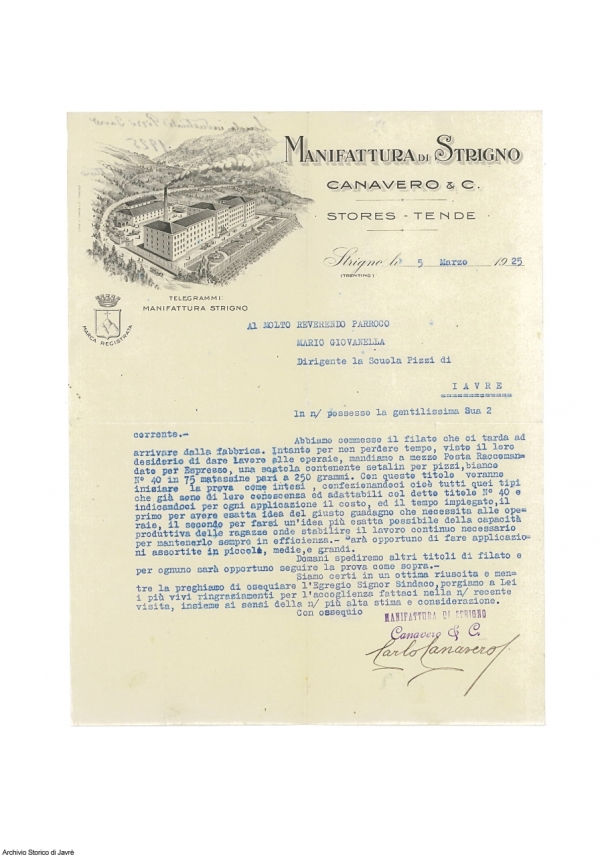 MANIFATTURA DI STRIGNO
CANAVERO & C.
STORES - TENDE
Strigno, li 5 Marzo 1925
(TRENTINO)
TELEGRAMMI:
MANIFATTURA STRIGNO
MARCA REGISTRATA
Al MOLTO REVERENDO PARROCO
MARIO GIOVANELLA
Dirigente la Scuola Pizzi di
IAVRE
In n/ possesso la gentilissima Sua 2
corrente.-
Abbiamo commesso il filato che ci tarda ad
arrivare dalla fabbrica. Intanto per non perdere tempo, visto il loro
desiderio di dare lavoro alle operaie, mandiamo a mezzo Posta Raccoman
date per Espresso, una scatola contenente setalin per pizzi, bianco
N° 40 in 75 matassine pari a 250 grammi. Con questo titolo veranno
inisiare la prova come intesi , confezionandoci cioè tutti quei tipi
che già sono di loro conoscenza ed adattabili col detto titolo N° 40 e
indicandoci per ogni applicazione il costo, ed il tempo impiegato, il
primo per avere esatta idea del giusto guadagno che necessita alle ope-
raie, il secondo per farsi un'idea più esatta possibile della capacità
produttiva delle ragazze onde stabilire il lavoro continuo necessario
per mantenerlo sempre in efficienza.- arà opportuno di fare applicazio-
ni assortite in piccole, medie, e grandi.
Domani spediremo altri titoli di filato e
per ognuno sarà opportuno seguire la prova come sopra.-
Siamo certi in un ottima riuscita e men-
tre la preghiamo di osequiare l'Egregio Signor Sindaco, porgiamo a Lei
i più vivi ringraziamenti per l'accoglienza fattaci nella n/ recente
visita, insieme ai sensi della n/ più alta stima e considerazione.
Con ossequio
MANIFATTURA DI STRIGNO
Canavero & C.
Carlo Canavero
Archivio Storico di Javrè